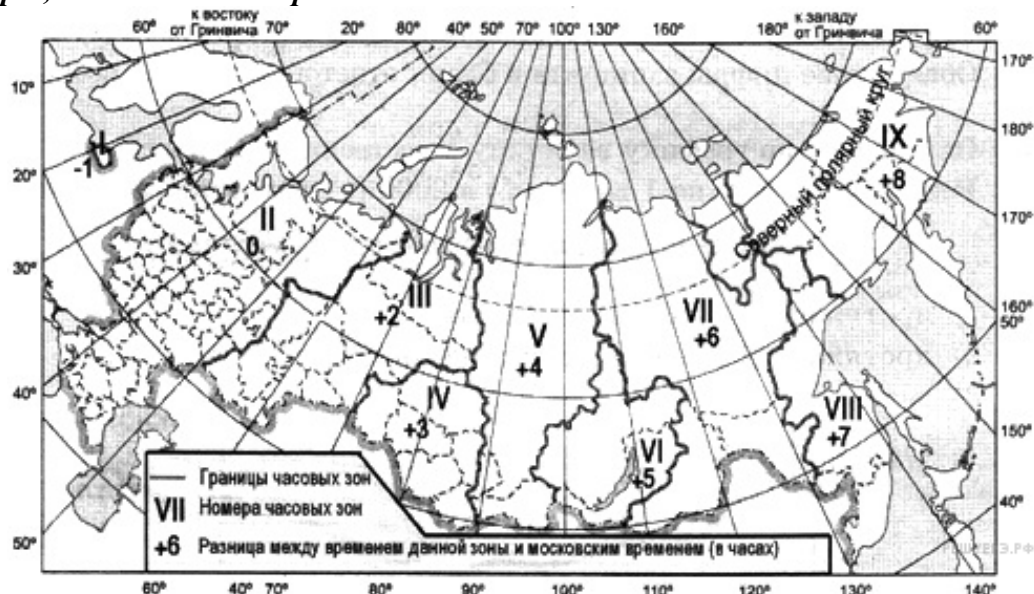 к востоку
от Гринвича
к западу
от Гринвича
60° 70° 20° 80° 30° 40° 50° 100° 130° 160° 170° 180° 60°
10°
20°
30°
40°
50°
170°
180°
170°
160°
50°
150°
40°
I
-1
II
0
III
+2
IV
+3
V
+4
VI
+5
VII
+6
VIII
+7
IX
+8
Северный полярный круг
Границы часовых зон
VII Номера часовых зон
+6 Разница между временем данной зоны и московским временем (в часах)
60° 40° 70° 80° 90° 100° 110° 120° 130° 140°